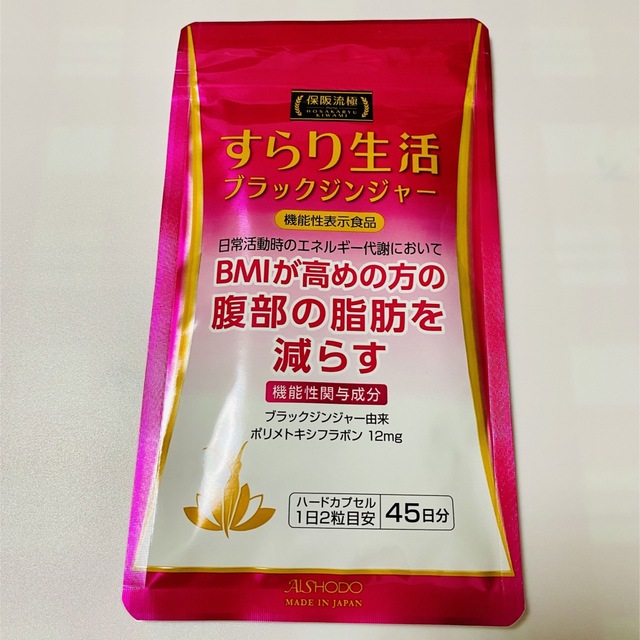 保阪流極
HOSAKARYU
KIWAMI
すらり生活
ブラックジンジャー
機能性表示食品
日常活動時のエネルギー代謝において
BMIが高めの方の
腹部の脂肪を
減らす
機能性関与成分
ブラックジンジャー由来
ポリメトキシフラボン 12mg
ハードカプセル
1日2粒目安
45日分
AISHODO
MADE IN JAPAN